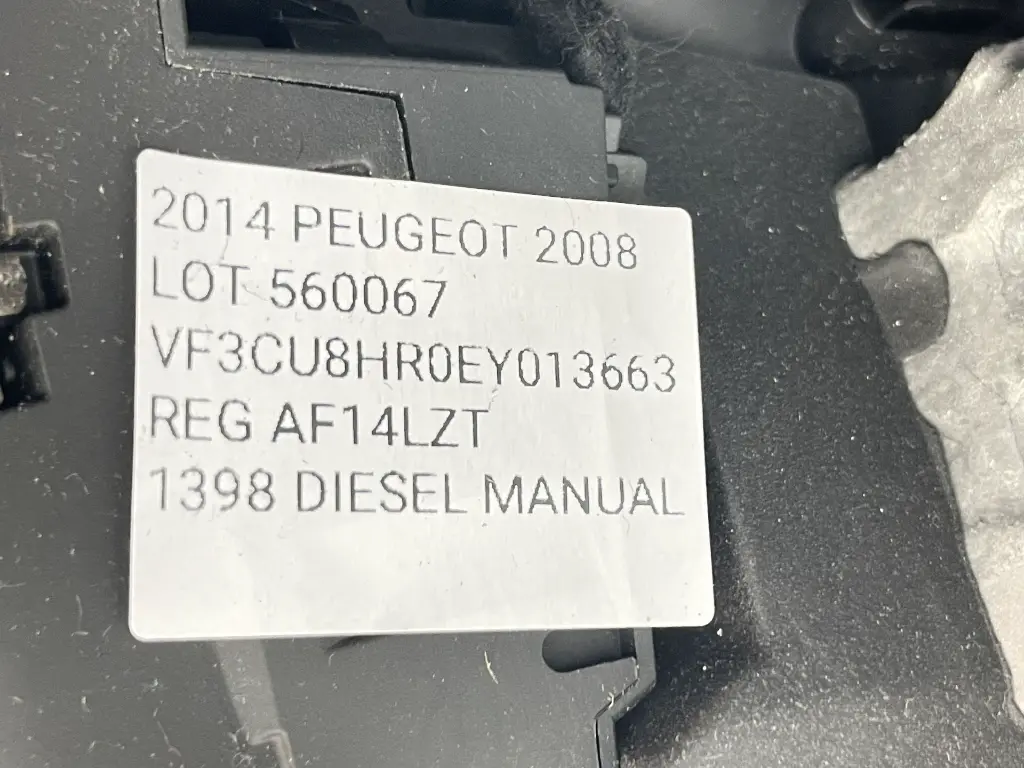 2014 PEUGEOT 2008
LOT 560067
VF3CU8HR0EY013663
REG AF14LZT
1398 DIESEL MANUAL